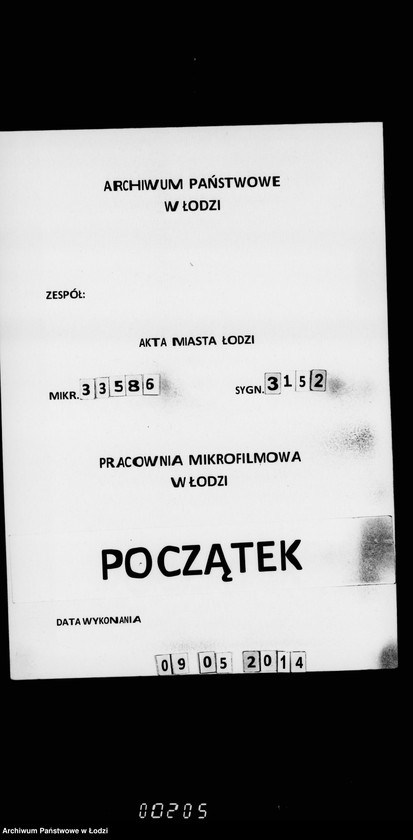 ARCHIWUM PAŃSTWOWE
W ŁODZI
ZESPÓŁ:
AKTA MIASTA ŁODZI
MIKR. 33586 SYGN. 3152
PRACOWNIA MIKROFILMOWA
W ŁODZI
POCZĄTEK
DATA WYKONANIA
09 05 2014
00205
Archiwum Państwowe w Łodzi